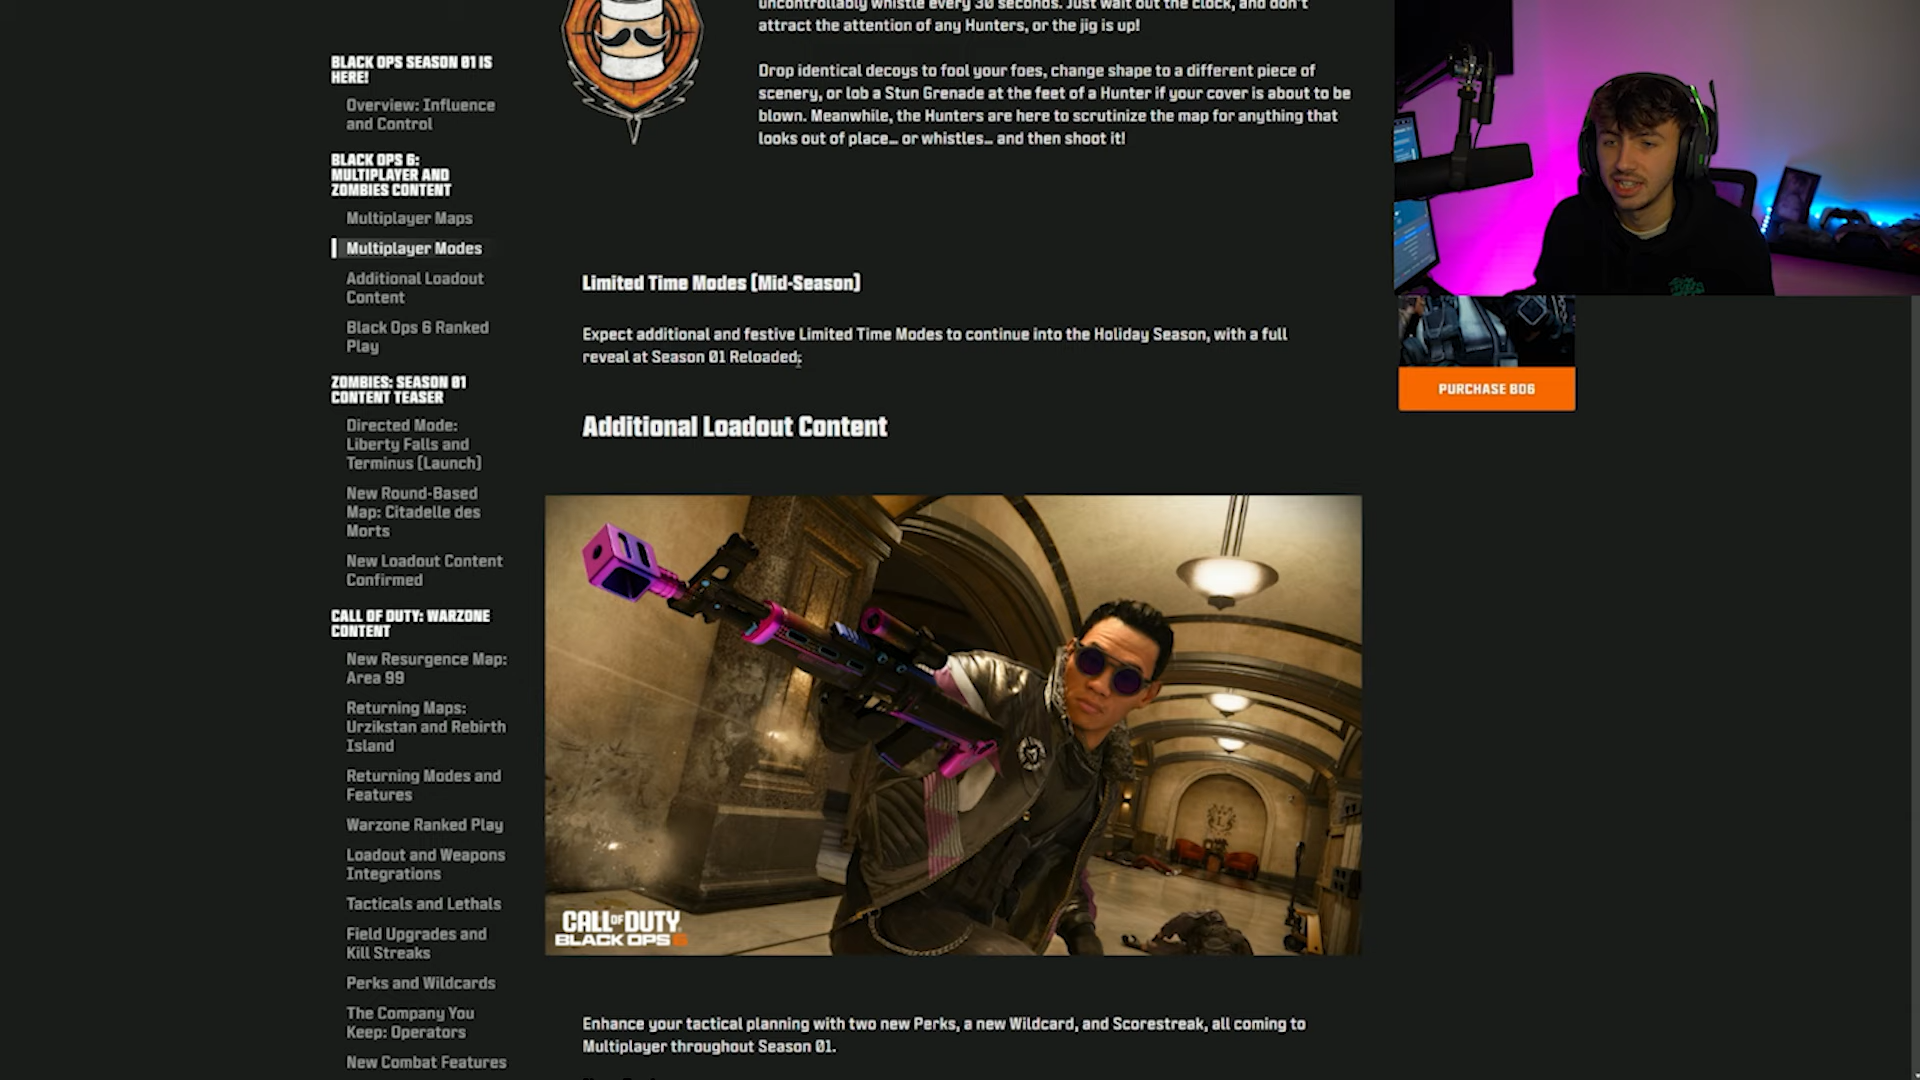 uncontrollably whistle every 30 seconds. Just wait out the clock, and don't
attract the attention of any Hunters, or the jig is up!
Drop identical decoys to fool your foes, change shape to a different piece of
scenery, or lob a Stun Grenade at the feet of a Hunter if your cover is about to be
blown. Meanwhile, the Hunters are here to scrutinize the map for anything that
looks out of place... or whistles... and then shoot it!
BLACK OPS SEASON 01 IS
HERE!
Overview: Influence
and Control
BLACK OPS 6:
MULTIPLAYER AND
ZOMBIES CONTENT
Multiplayer Maps
Multiplayer Modes
Additional Loadout
Content
Black Ops 6 Ranked
Play
ZOMBIES: SEASON 01
CONTENT TEASER
Directed Mode:
Liberty Falls and
Terminus (Launch)
New Round-Based
Map: Citadelle des
Morts
New Loadout Content
Confirmed
CALL OF DUTY: WARZONE
CONTENT
New Resurgence Map:
Area 99
Returning Maps:
Urzikstan and Rebirth
Island
Returning Modes and
Features
Warzone Ranked Play
Loadout and Weapons
Integrations
Tacticals and Lethals
Field Upgrades and
Kill Streaks
Perks and Wildcards
The Company You
Keep: Operators
New Combat Features
Limited Time Modes (Mid-Season)
Expect additional and festive Limited Time Modes to continue into the Holiday Season, with a full
reveal at Season 01 Reloaded.
PURCHASE BO6
Additional Loadout Content
CALL OF DUTY
BLACK OPS 6
Enhance your tactical planning with two new Perks, a new Wildcard, and Scorestreak, all coming to
Multiplayer throughout Season 01.